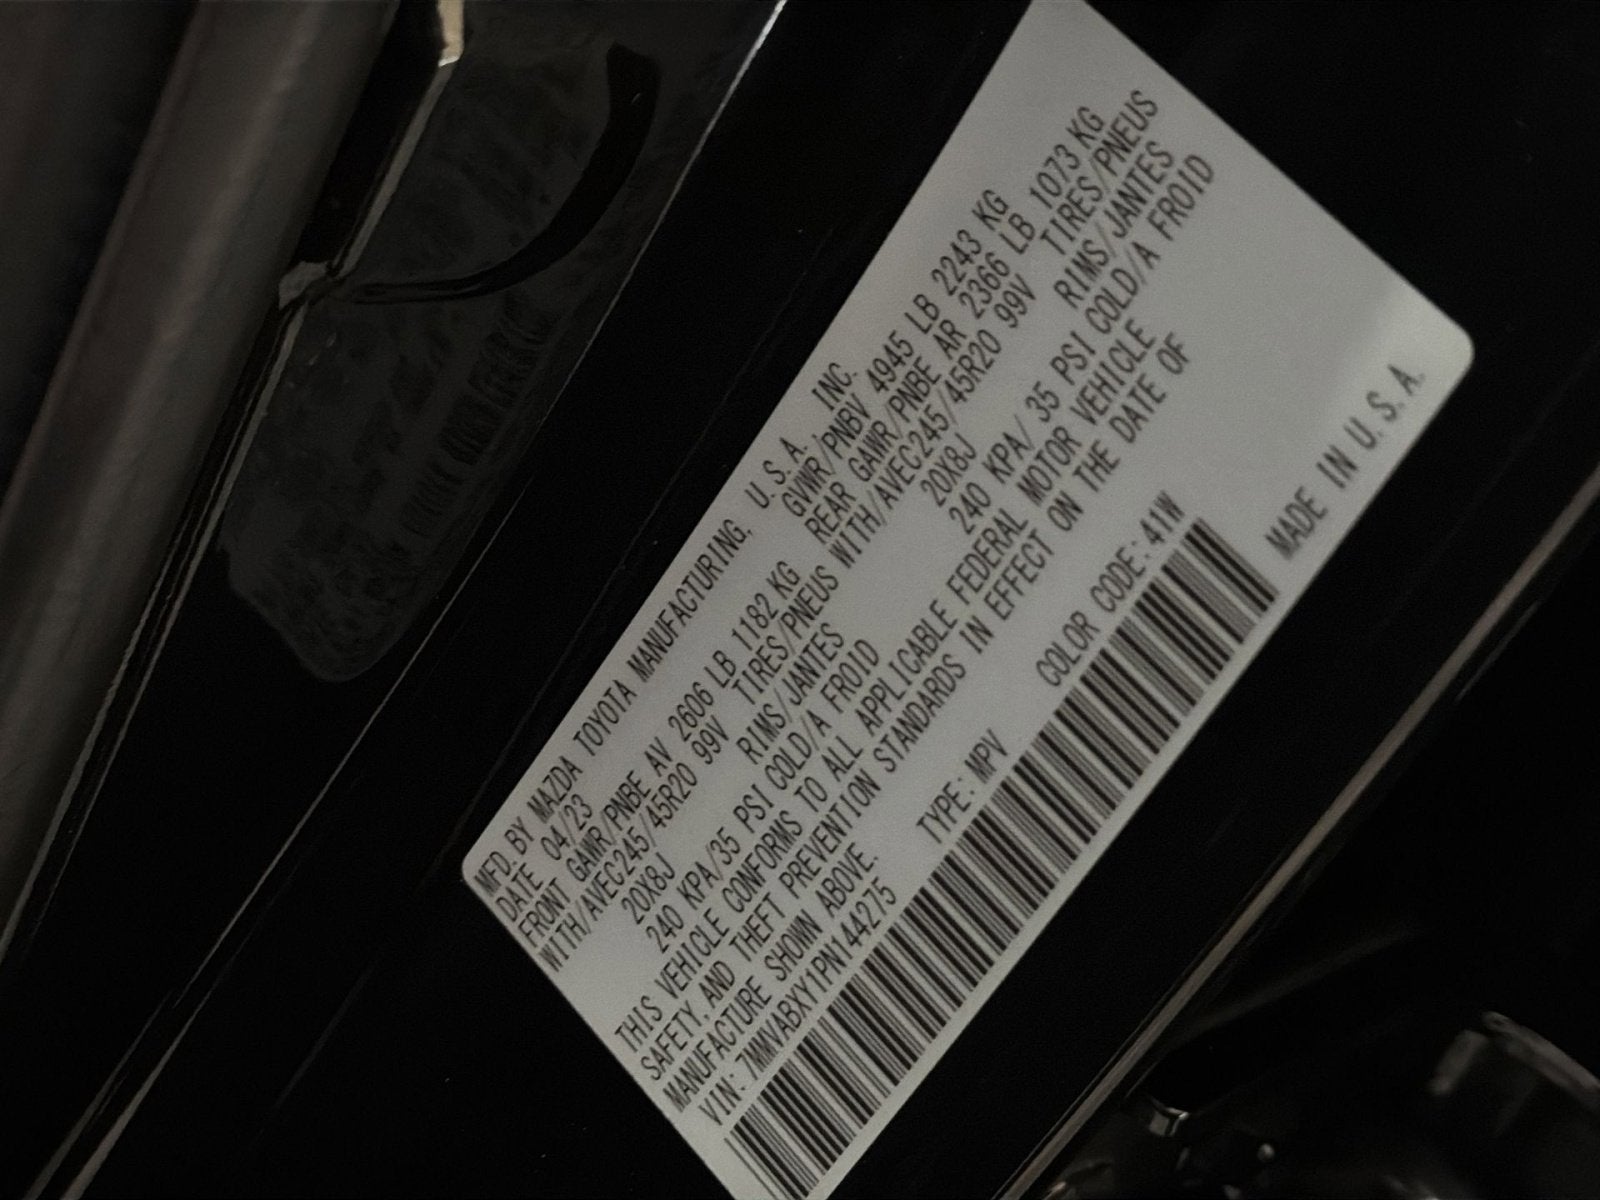 MFD. BY MAZDA TOYOTA MANUFACTURING, U.S.A. INC.
DATE 04/23 GVWR/PNBV 4945 LB 2243 KG
FRONT GAWR/PNBE AV 2606 LB 1182 KG REAR GAWR/PNBE AR 2366 LB 1073 KG
WITH/AVEC245/45R20 99V TIRES/PNEUS WITH/AVEC245/45R20 99V TIRES/PNEUS
20X8J RIMS/JANTES 20X8J RIMS/JANTES
240 KPA/35 PSI COLD/A FROID 240 KPA/ 35 PSI COLD/A FROID
THIS VEHICLE CONFORMS TO ALL APPLICABLE FEDERAL MOTOR VEHICLE
SAFETY, AND THEFT PREVENTION STANDARDS IN EFFECT ON THE DATE OF
MANUFACTURE SHOWN ABOVE.
VIN: 7MMVABXY1PN144275 TYPE: MPV COLOR CODE: 41W
MADE IN U.S.A.